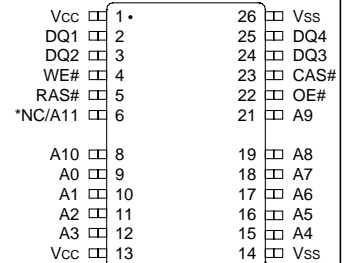 Vcc 1 26 Vss
DQ1 2 25 DQ4
DQ2 3 24 DQ3
WE# 4 23 CAS#
RAS# 5 22 OE#
*NC/A11 6 21 A9
A10 8 19 A8
A0 9 18 A7
A1 10 17 A6
A2 11 16 A5
A3 12 15 A4
Vcc 13 14 Vss